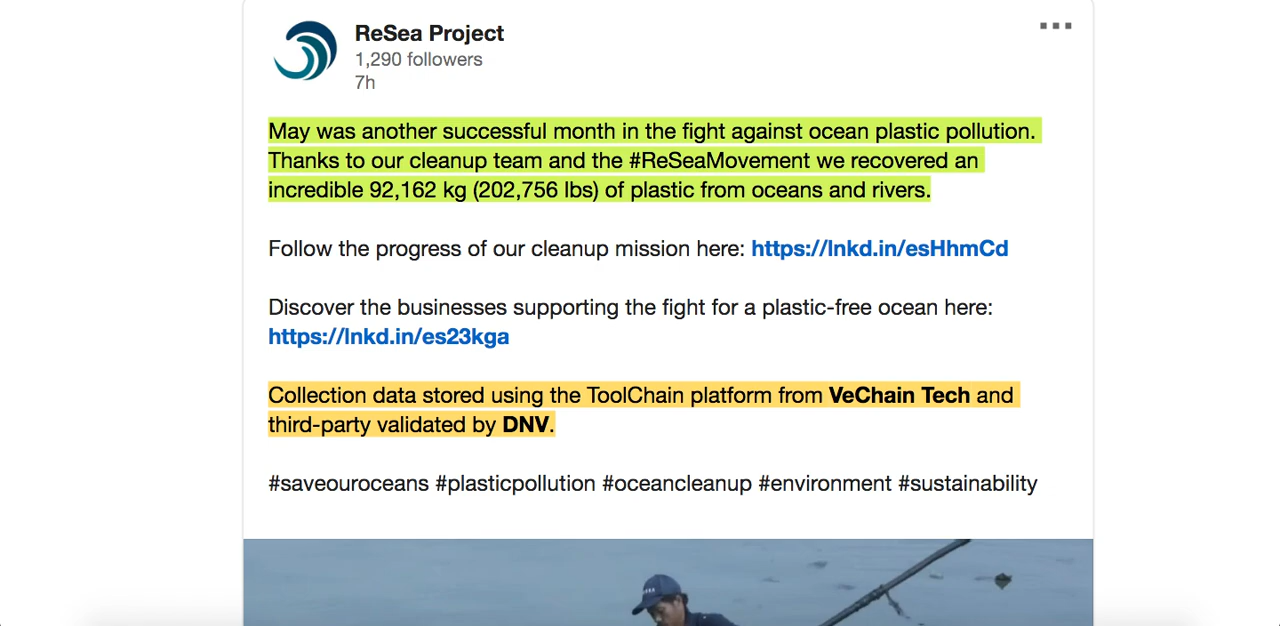 ReSea Project
1,290 followers
7h
May was another successful month in the fight against ocean plastic pollution.
Thanks to our cleanup team and the #ReSeaMovement we recovered an
incredible 92,162 kg (202,756 lbs) of plastic from oceans and rivers.
Follow the progress of our cleanup mission here: https://lnkd.in/esHhmCd
Discover the businesses supporting the fight for a plastic-free ocean here:
https://lnkd.in/es23kga
Collection data stored using the ToolChain platform from VeChain Tech and
third-party validated by DNV.
#saveouroceans #plasticpollution #oceancleanup #environment #sustainability